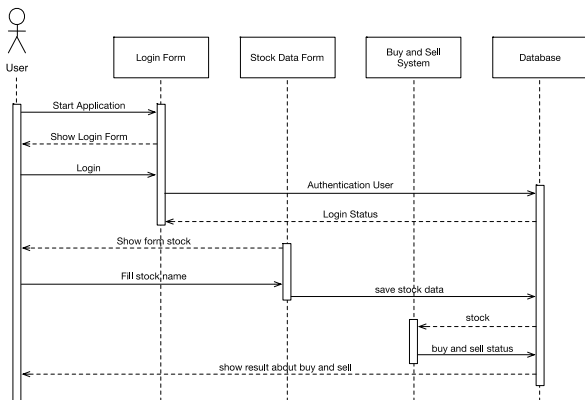 User
Login Form
Stock Data Form
Buy and Sell
System
Database
Start Application
Show Login Form
Login
Authentication User
Login Status
Show form stock
Fill stock name
save stock data
stock
buy and sell status
show result about buy and sell